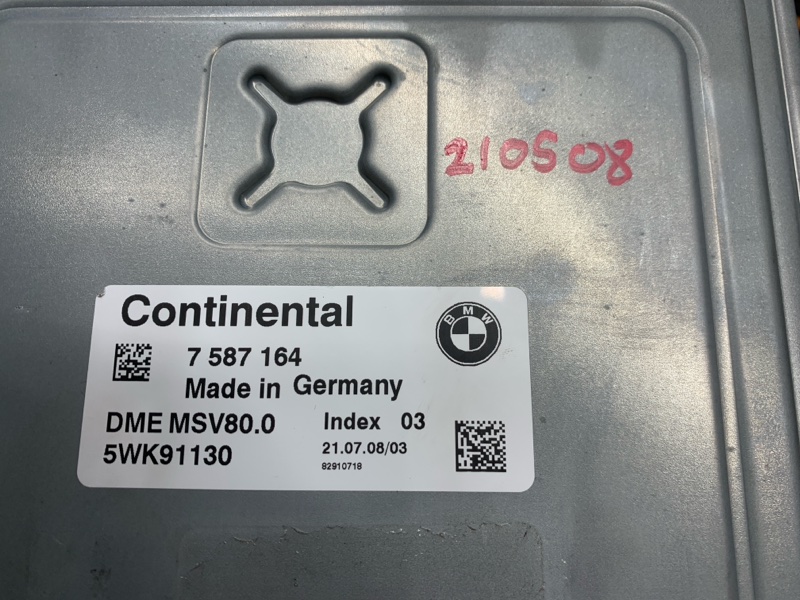 210508
Continental
BMW
7 587 164
Made in Germany
DME MSV80.0 Index 03
5WK91130 21.07.08/03
82910718